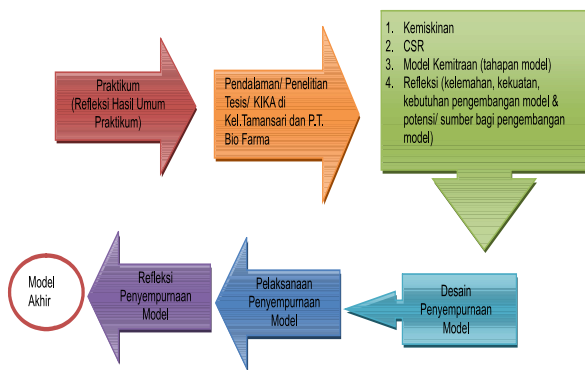 Praktikum
(Refleksi Hasil Umum
Praktikum)
Pendalaman/ Penelitian
Tesis/ KIKA di
Kel.Tamansari dan P.T.
Bio Farma
1. Kemiskinan
2. CSR
3. Model Kemitraan (tahapan model)
4. Refleksi (kelemahan, kekuatan,
kebutuhan pengembangan model &
potensi/ sumber bagi pengembangan
model)
Desain
Penyempurnaan
Model
Pelaksanaan
Penyempurnaan
Model
Refleksi
Penyempurnaan
Model
Model
Akhir